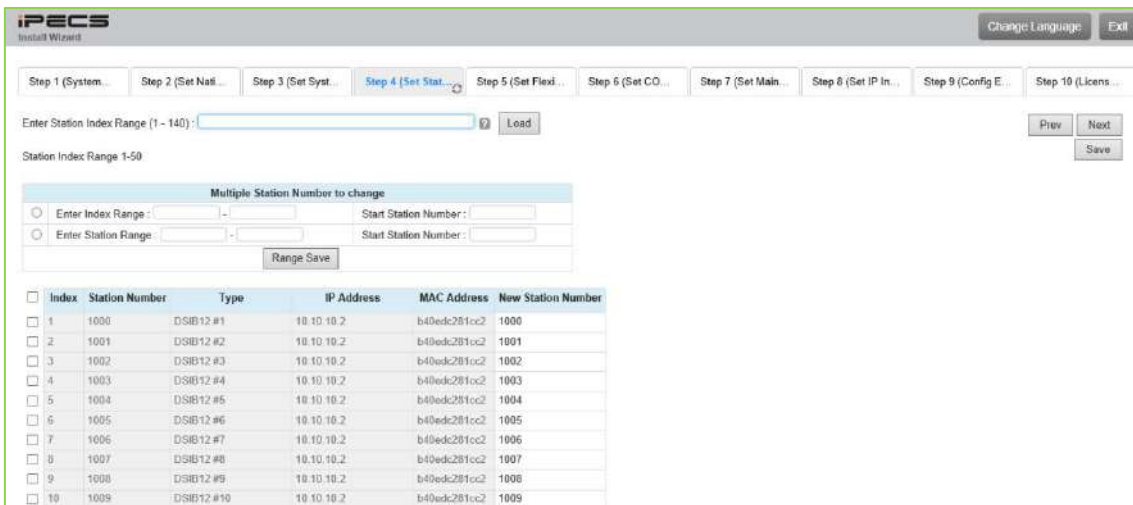 iPECS
Install Wizard
Change Language Exit
Step 1 (System... Step 2 (Set Nati... Step 3 (Set Syst... Step 4 (Set Stat... Step 5 (Set Flexi... Step 6 (Set CO... Step 7 (Set Main... Step 8 (Set IP In... Step 9 (Config E... Step 10 (Licens...
Enter Station Index Range (1 - 140) : ? Load Prev Next
Station Index Range 1-50 Save
Multiple Station Number to change
Enter Index Range : - Start Station Number :
Enter Station Range : - Start Station Number :
Range Save
Index Station Number Type IP Address MAC Address New Station Number
1 1000 DSIB12 #1 10.10.10.2 b40edc281cc2 1000
2 1001 DSIB12 #2 10.10.10.2 b40edc281cc2 1001
3 1002 DSIB12 #3 10.10.10.2 b40edc281cc2 1002
4 1003 DSIB12 #4 10.10.10.2 b40edc281cc2 1003
5 1004 DSIB12 #5 10.10.10.2 b40edc281cc2 1004
6 1005 DSIB12 #6 10.10.10.2 b40edc281cc2 1005
7 1006 DSIB12 #7 10.10.10.2 b40edc281cc2 1006
8 1007 DSIB12 #8 10.10.10.2 b40edc281cc2 1007
9 1008 DSIB12 #9 10.10.10.2 b40edc281cc2 1008
10 1009 DSIB12 #10 10.10.10.2 b40edc281cc2 1009